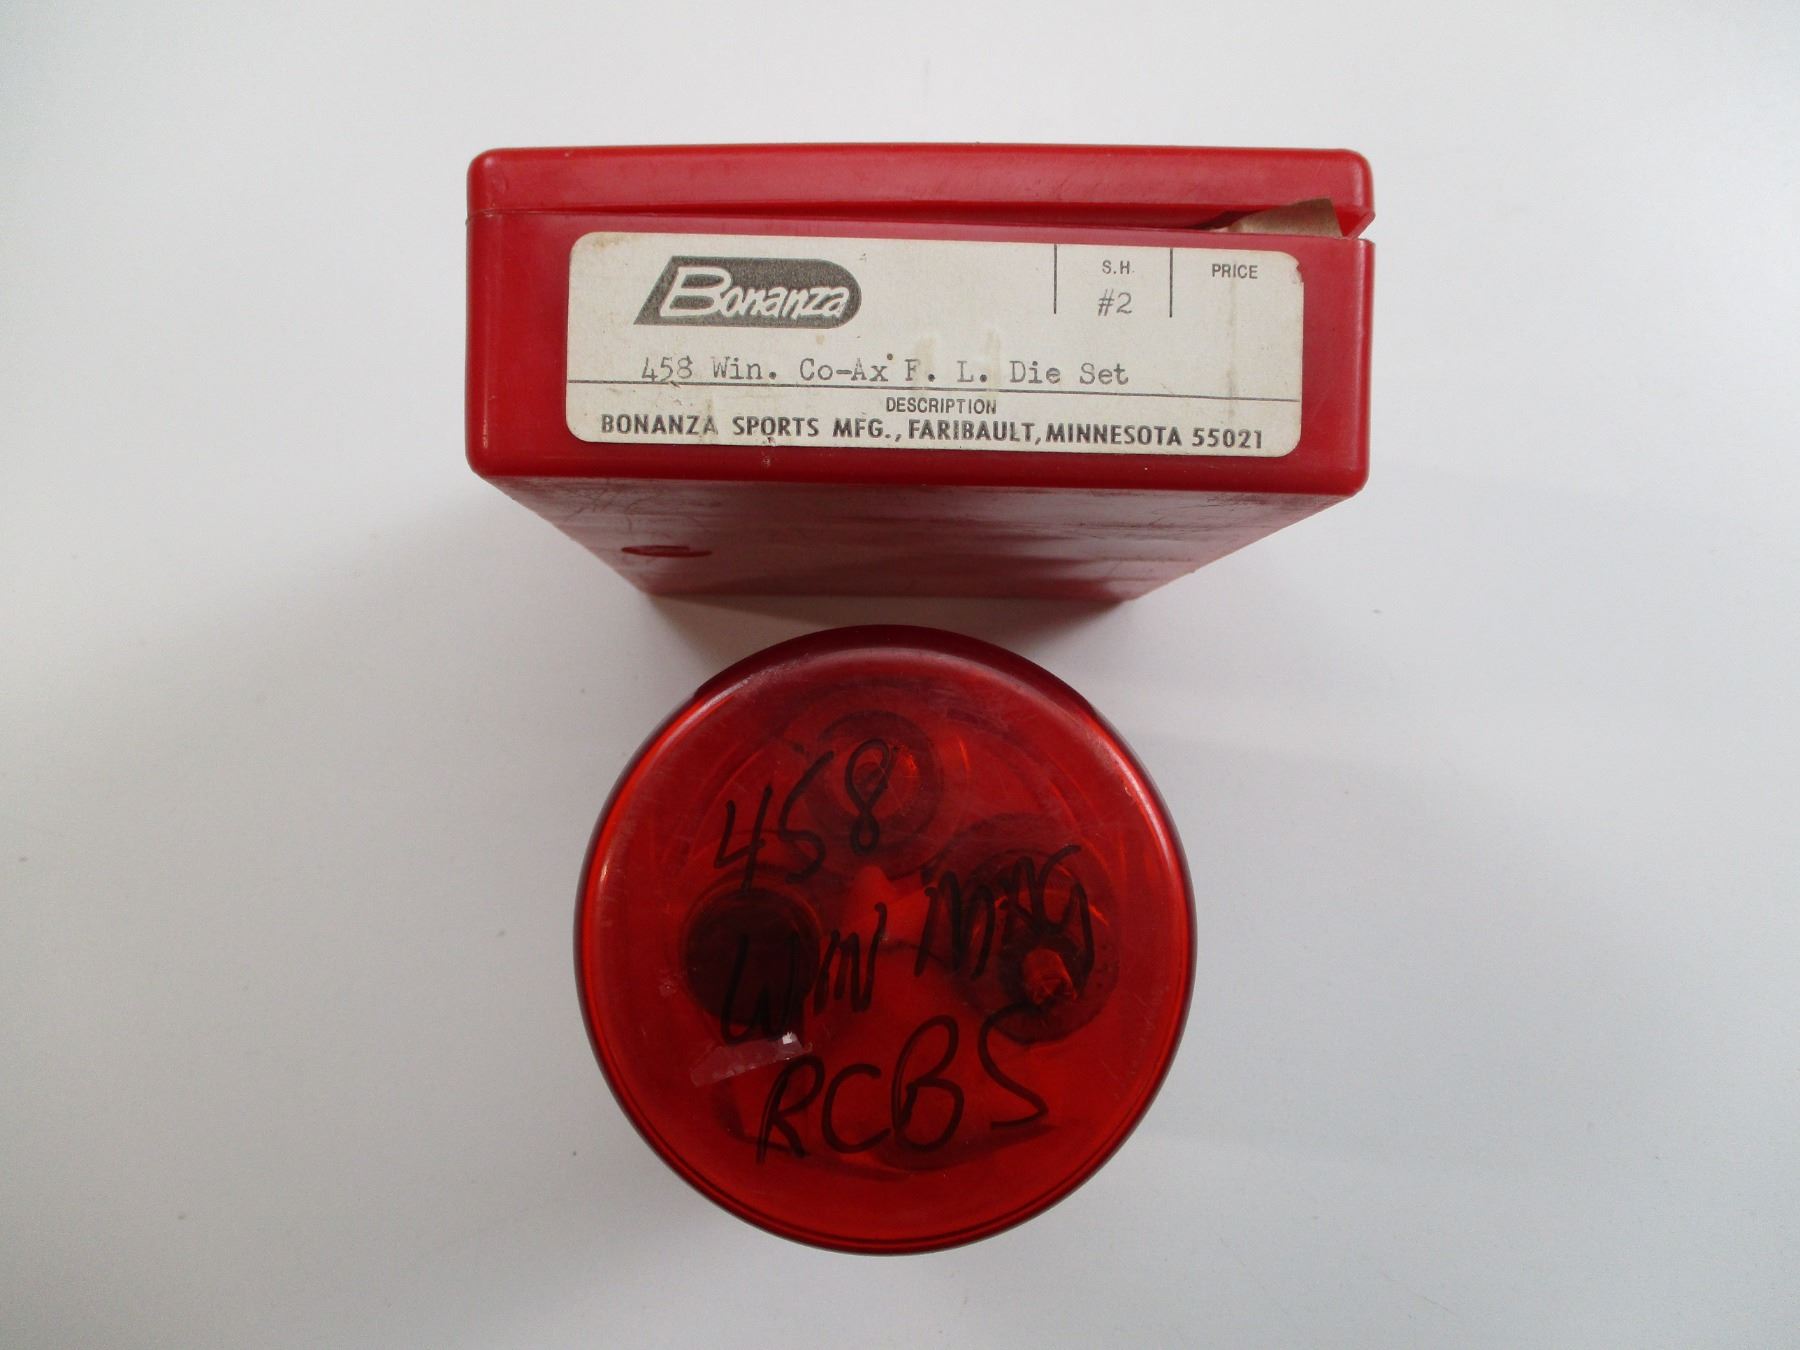 Bonanza
S.H.
#2
PRICE
458 Win. Co-Ax F. L. Die Set
DESCRIPTION
BONANZA SPORTS MFG., FARIBAULT, MINNESOTA 55021
458
WIN MAG
RCBS